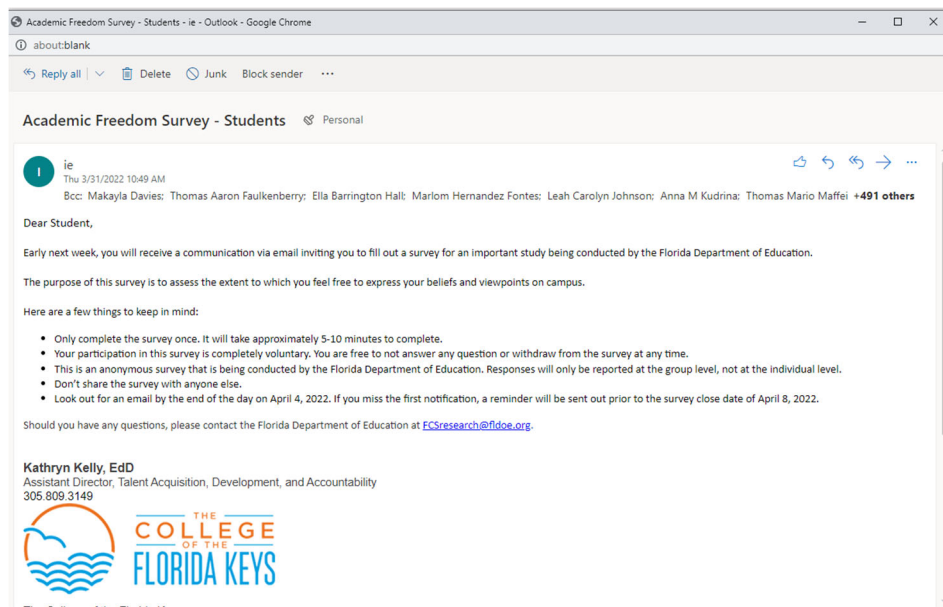 Academic Freedom Survey - Students - ie - Outlook - Google Chrome
about:blank
Reply all Delete Junk Block sender ...
Academic Freedom Survey - Students Personal
I
ie
Thu 3/31/2022 10:49 AM
Bcc: Makayla Davies; Thomas Aaron Faulkenberry; Ella Barrington Hall; Marlom Hernandez Fontes; Leah Carolyn Johnson; Anna M Kudrina; Thomas Mario Maffei +491 others
Dear Student,
Early next week, you will receive a communication via email inviting you to fill out a survey for an important study being conducted by the Florida Department of Education.
The purpose of this survey is to assess the extent to which you feel free to express your beliefs and viewpoints on campus.
Here are a few things to keep in mind:
• Only complete the survey once. It will take approximately 5-10 minutes to complete.
• Your participation in this survey is completely voluntary. You are free to not answer any question or withdraw from the survey at any time.
• This is an anonymous survey that is being conducted by the Florida Department of Education. Responses will only be reported at the group level, not at the individual level.
• Don't share the survey with anyone else.
• Look out for an email by the end of the day on April 4, 2022. If you miss the first notification, a reminder will be sent out prior to the survey close date of April 8, 2022.
Should you have any questions, please contact the Florida Department of Education at FCSresearch@fldoe.org.
Kathryn Kelly, EdD
Assistant Director, Talent Acquisition, Development, and Accountability
305.809.3149
THE
COLLEGE
OF THE
FLORIDA KEYS